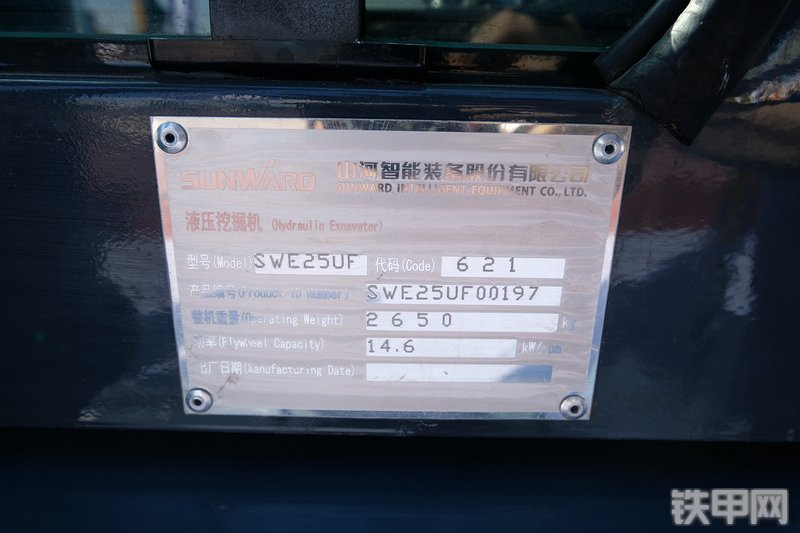 SUNWARD 山河智能装备股份有限公司
SUNWARD INTELLIGENT EQUIPMENT CO., LTD.
液压挖掘机 (Hydraulic Excavator)
型号(Model) SWE25UF 代码(Code) 621
产品编号(Product ID Number) SWE25UF00197
整机重量(Operating Weight) 2650 kg
功率(Flywheel Capacity) 14.6 kW/rpm
出厂日期(Manufacturing Date)
铁甲网